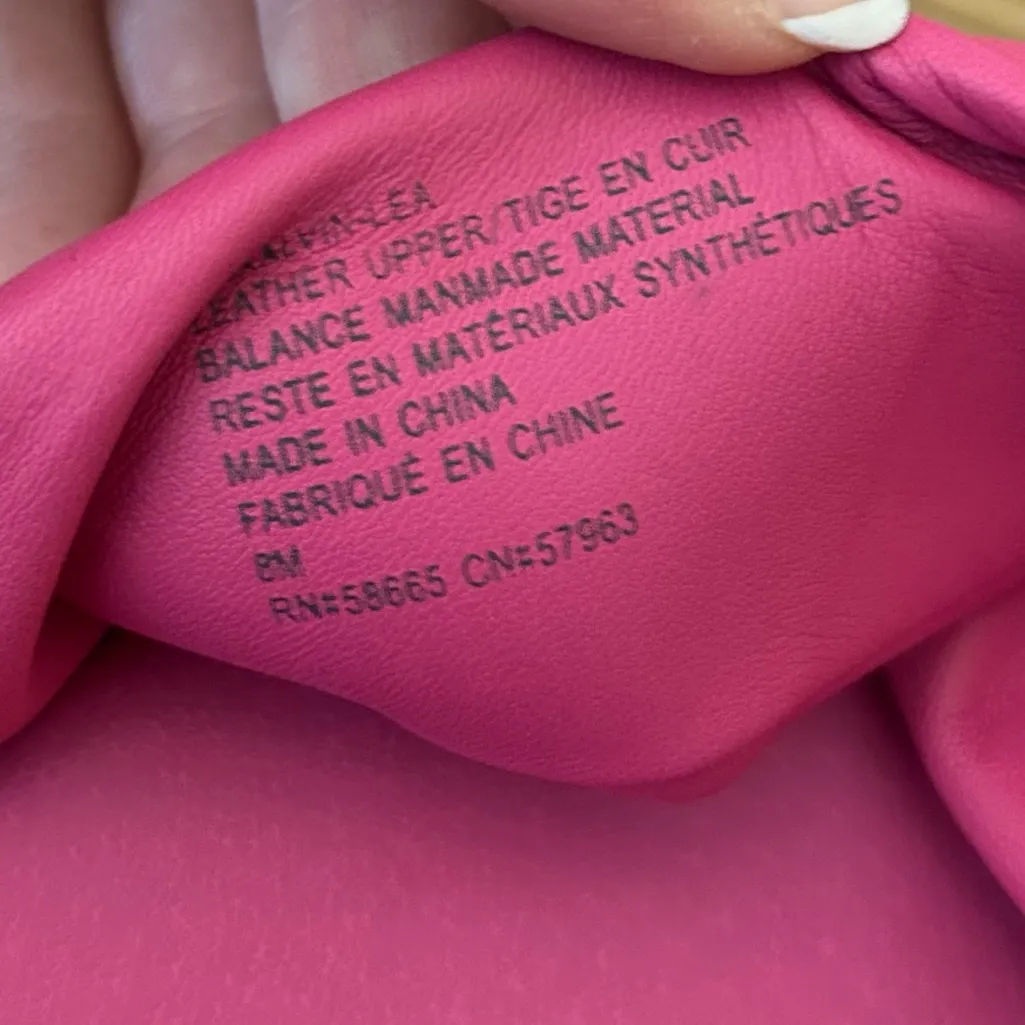 LEATHER UPPER/TIGE EN CUIR
BALANCE MANMADE MATERIAL
RESTE EN MATÉRIAUX SYNTHÉTIQUES
MADE IN CHINA
FABRIQUÉ EN CHINE
8M
RN#58665 CN#57963